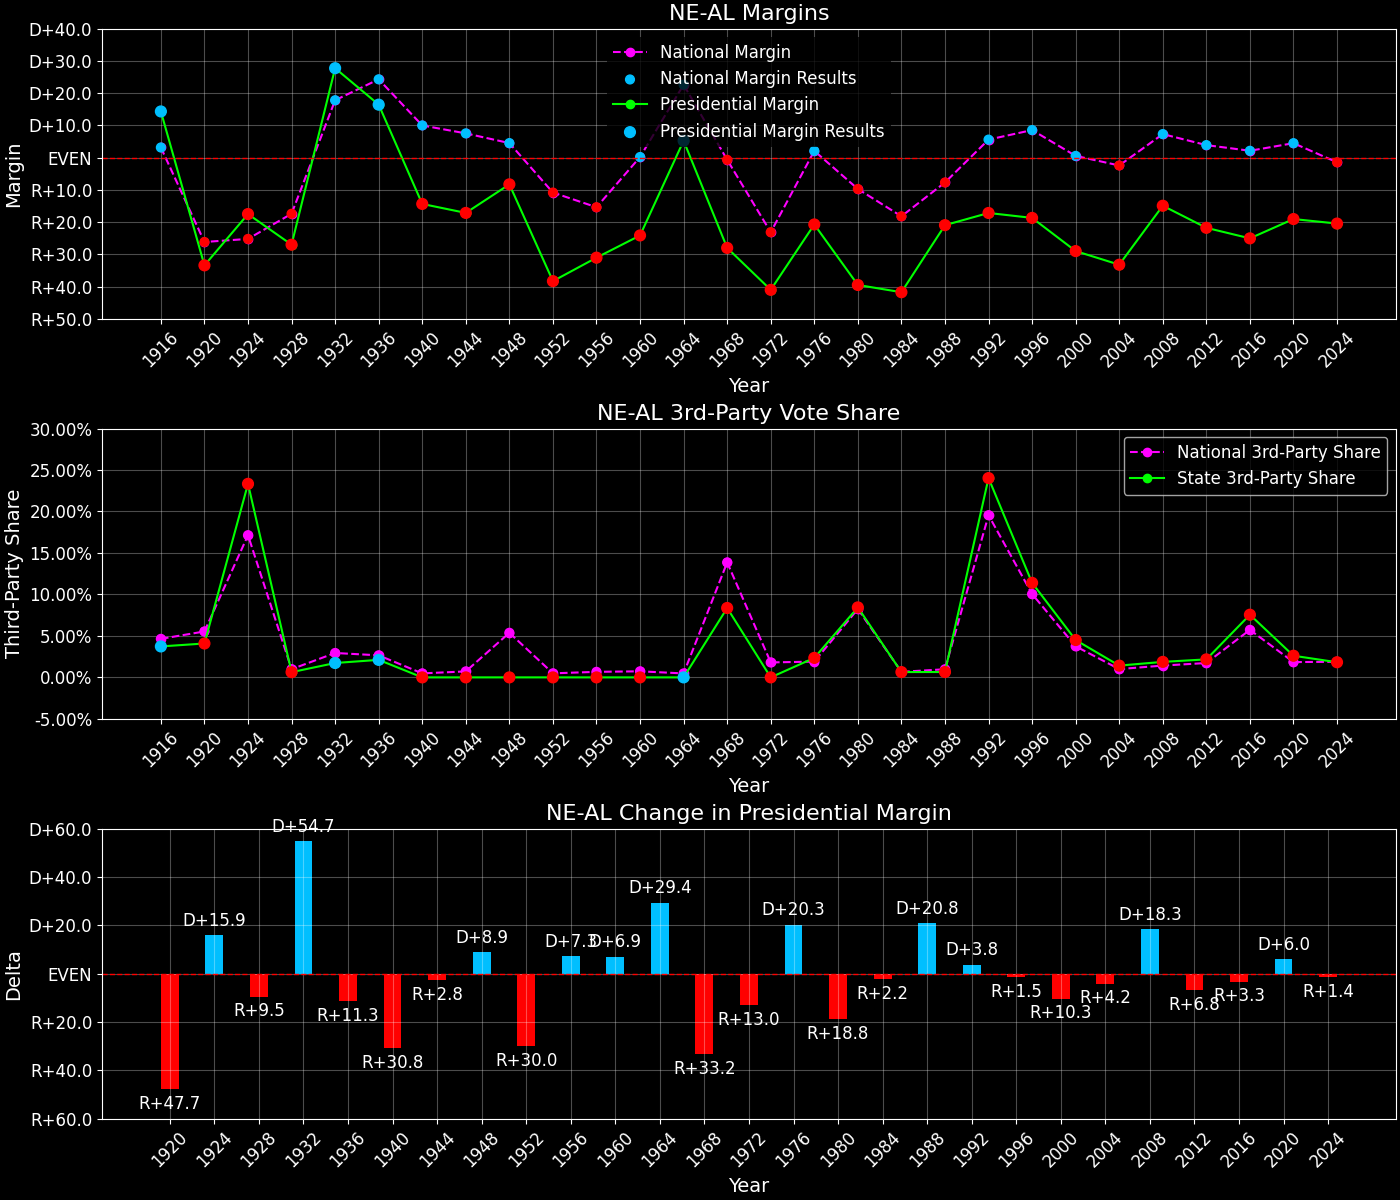 NE-AL Margins
D+40.0
D+30.0
D+20.0
D+10.0
EVEN
R+10.0
R+20.0
R+30.0
R+40.0
R+50.0
Margin
National Margin
National Margin Results
Presidential Margin
Presidential Margin Results
1916 1920 1924 1928 1932 1936 1940 1944 1948 1952 1956 1960 1964 1968 1972 1976 1980 1984 1988 1992 1996 2000 2004 2008 2012 2016 2020 2024
Year
NE-AL 3rd-Party Vote Share
30.00%
25.00%
20.00%
15.00%
10.00%
5.00%
0.00%
-5.00%
Third-Party Share
National 3rd-Party Share
State 3rd-Party Share
1916 1920 1924 1928 1932 1936 1940 1944 1948 1952 1956 1960 1964 1968 1972 1976 1980 1984 1988 1992 1996 2000 2004 2008 2012 2016 2020 2024
Year
NE-AL Change in Presidential Margin
D+60.0
D+40.0
D+20.0
EVEN
R+20.0
R+40.0
R+60.0
Delta
R+47.7
D+15.9
R+9.5
D+54.7
R+11.3
R+30.8
R+2.8
D+8.9
R+30.0
D+7.3
D+6.9
D+29.4
R+33.2
R+13.0
D+20.3
R+18.8
R+2.2
D+20.8
D+3.8
R+1.5
R+10.3
R+4.2
D+18.3
R+6.8
R+3.3
D+6.0
R+1.4
1920 1924 1928 1932 1936 1940 1944 1948 1952 1956 1960 1964 1968 1972 1976 1980 1984 1988 1992 1996 2000 2004 2008 2012 2016 2020 2024
Year